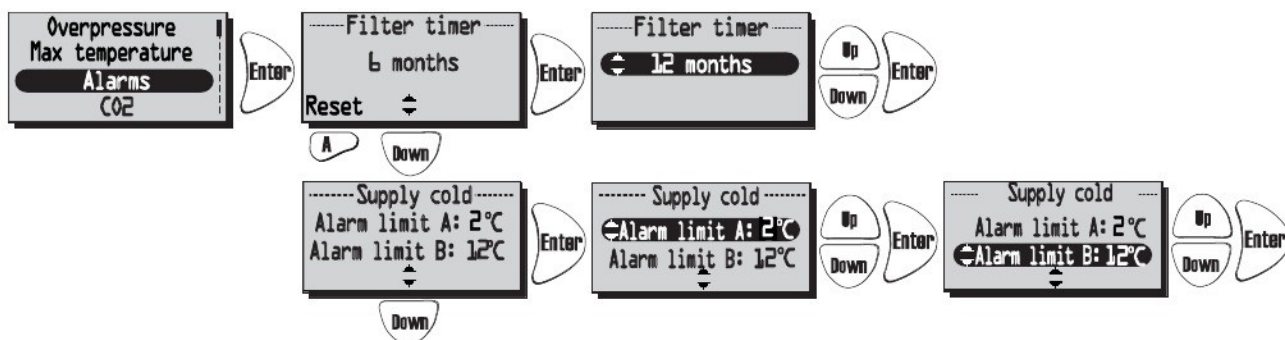 Overpressure
Max temperature
Alarms
CO2
Enter
Filter timer
6 months
Reset
A
Down
Enter
Filter timer
12 months
Up
Down
Enter
Supply cold
Alarm limit A: 2°C
Alarm limit B: 12°C
Down
Enter
Supply cold
Alarm limit A: 2°C
Alarm limit B: 12°C
Up
Down
Enter
Supply cold
Alarm limit A: 2°C
Alarm limit B: 12°C
Up
Down
Enter